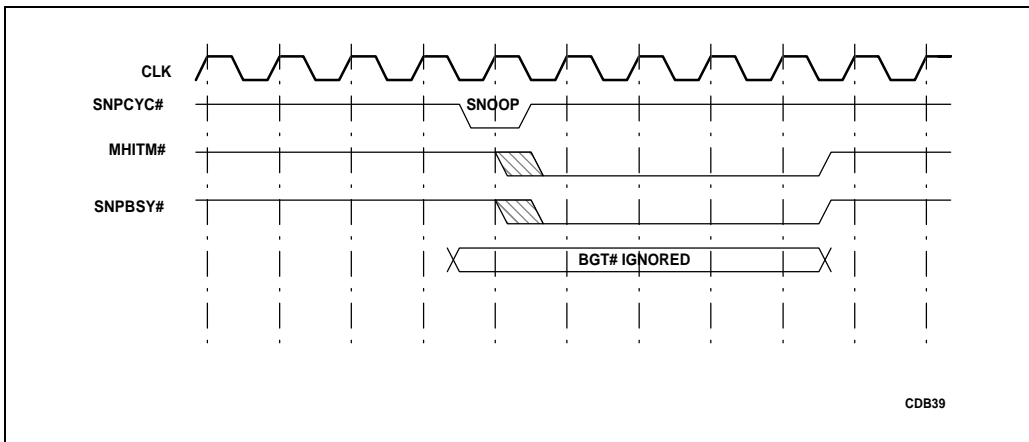 CLK
SNPCYC#
SNOOP
MHITM#
SNPBSY#
BGT# IGNORED
CDB39